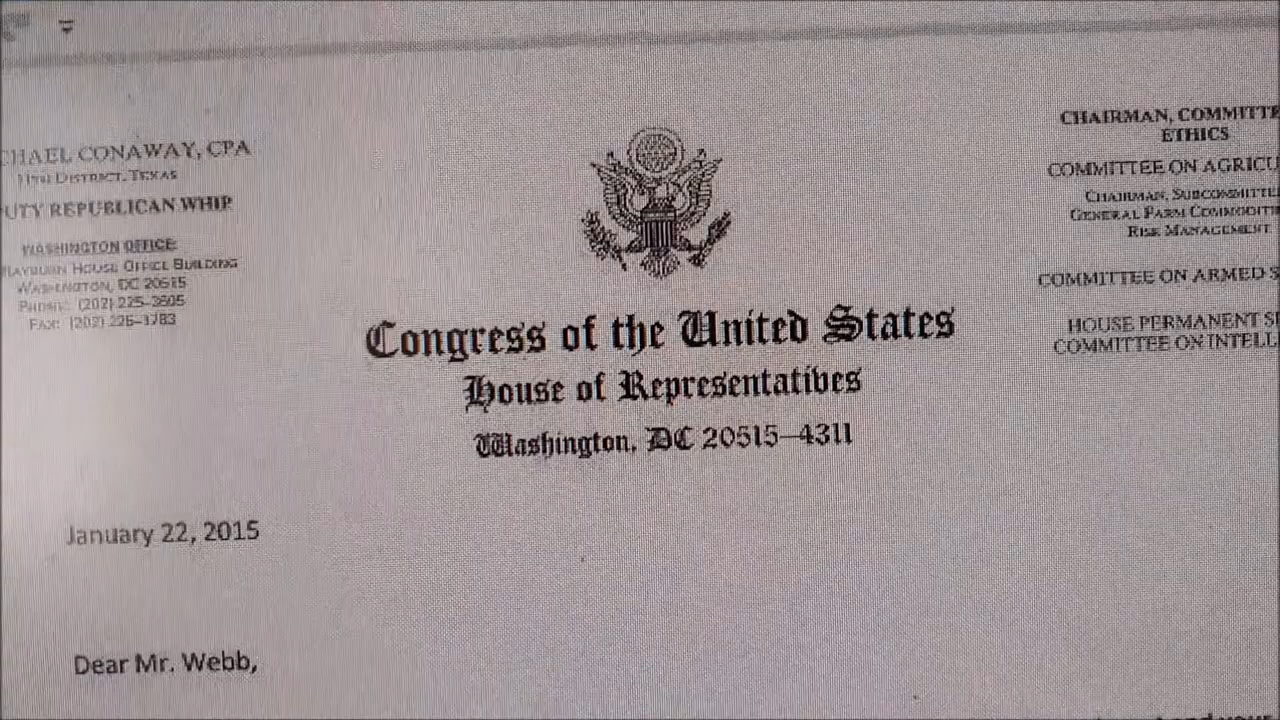 CHAEL CONAWAY, CPA
11TH DISTRICT, TEXAS
UTY REPUBLICAN WHIP
WASHINGTON OFFICE:
RAYBURN HOUSE OFFICE BUILDING
WASHINGTON, DC 20515
PHONE: (202) 225-3605
FAX: (202) 225-1783
CHAIRMAN, COMMITTE
ETHICS
COMMITTEE ON AGRICU
CHAIRMAN, SUBCOMMITTE
GENERAL FARM COMMODITI
RISK MANAGEMENT
COMMITTEE ON ARMED S
HOUSE PERMANENT SE
COMMITTEE ON INTELL
Congress of the United States
House of Representatives
Washington, DC 20515–4311
January 22, 2015
Dear Mr. Webb,